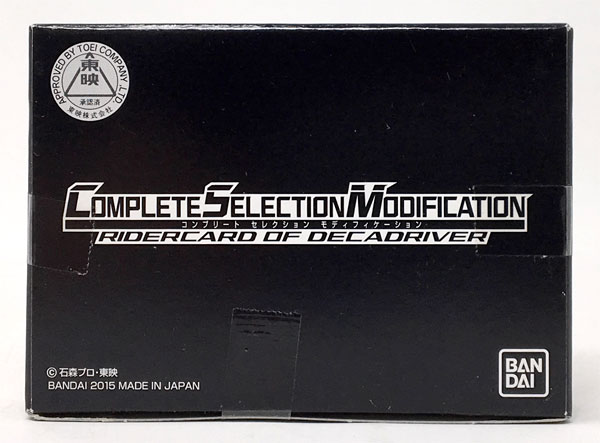 APPROVED BY TOEI COMPANY, LTD.
東映
承認済
東映株式会社
COMPLETE SELECTION MODIFICATION
コンプリート セレクション モディフィケーション
RIDERCARD OF DECADRIVER
©石森プロ・東映
BANDAI 2015 MADE IN JAPAN
BAN
DAI